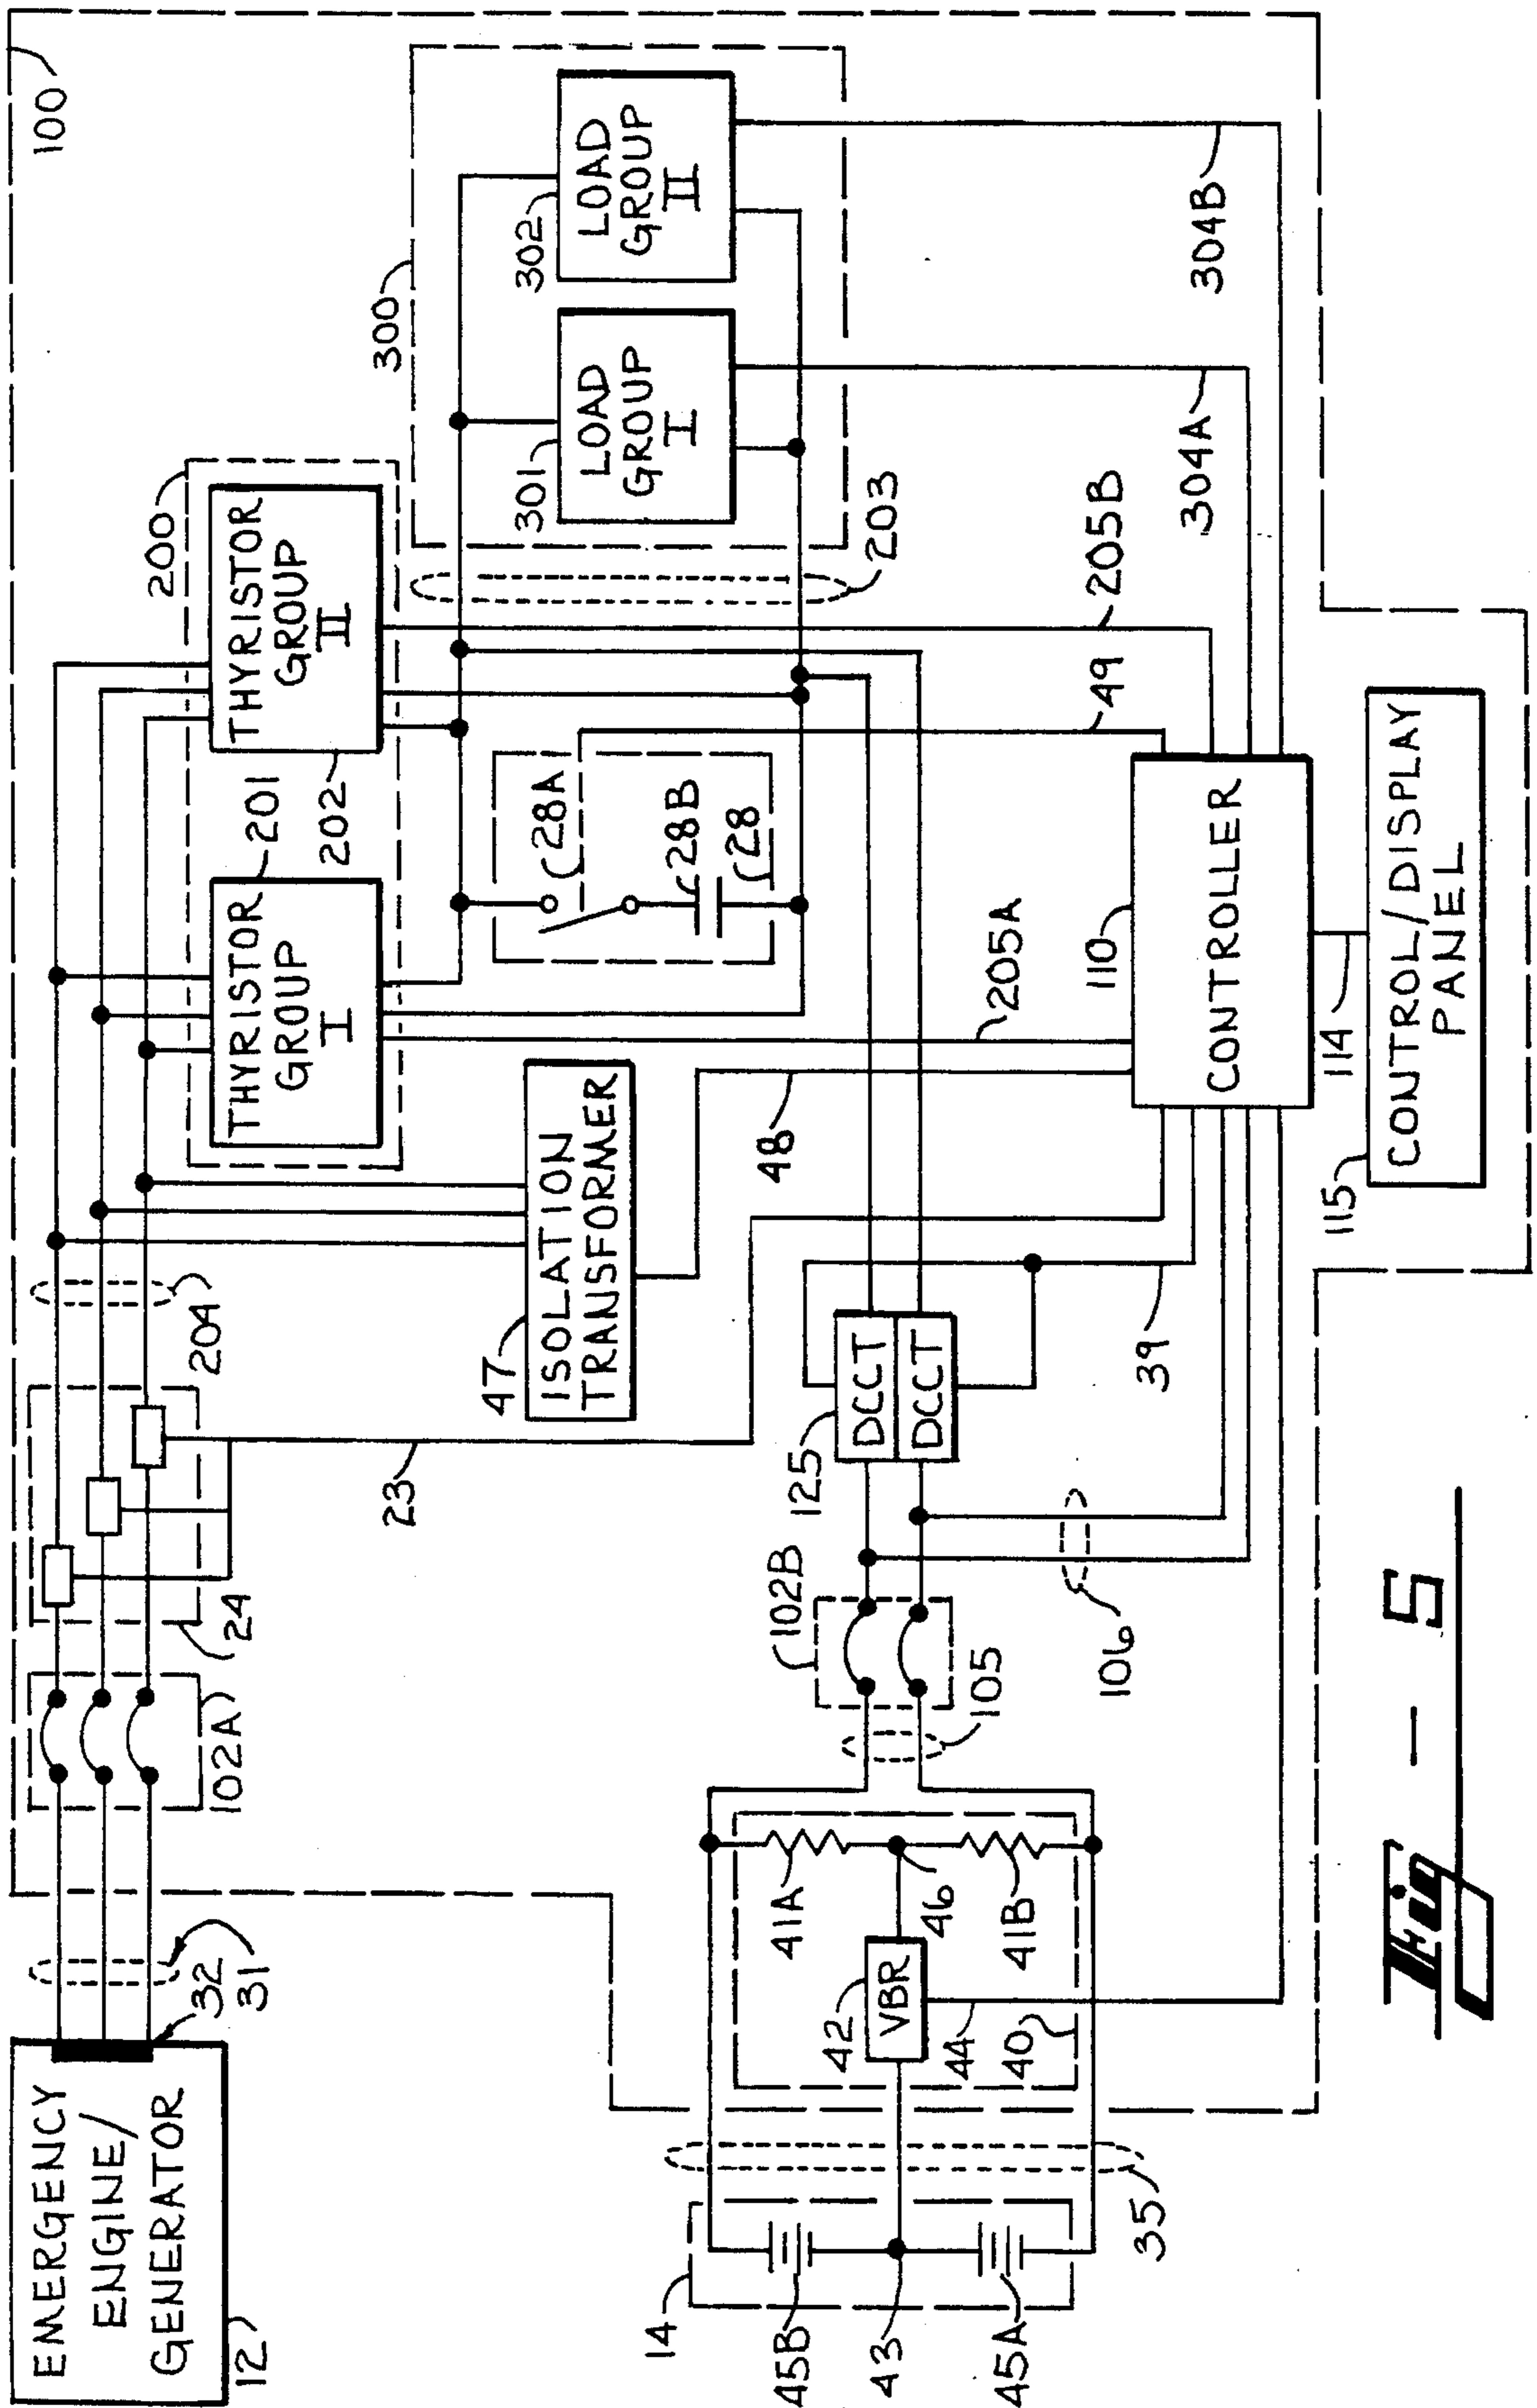 100
EMERGENCY
ENGINE/
GENERATOR
12
32
31
102A
24
204
23
200
THYRISTOR
GROUP
I
201
THYRISTOR
GROUP
II
202
47
ISOLATION
TRANSFORMER
48
28A
28B
28
300
301
LOAD
GROUP
I
302
LOAD
GROUP
II
203
205A
49
205B
304A
304B
14
45B
43
45A
35
41A
46
41B
42
VBR
44
40
105
102B
106
125
DCCT
DCCT
39
110
CONTROLLER
114
115
CONTROL/DISPLAY
PANEL
Fig - 5